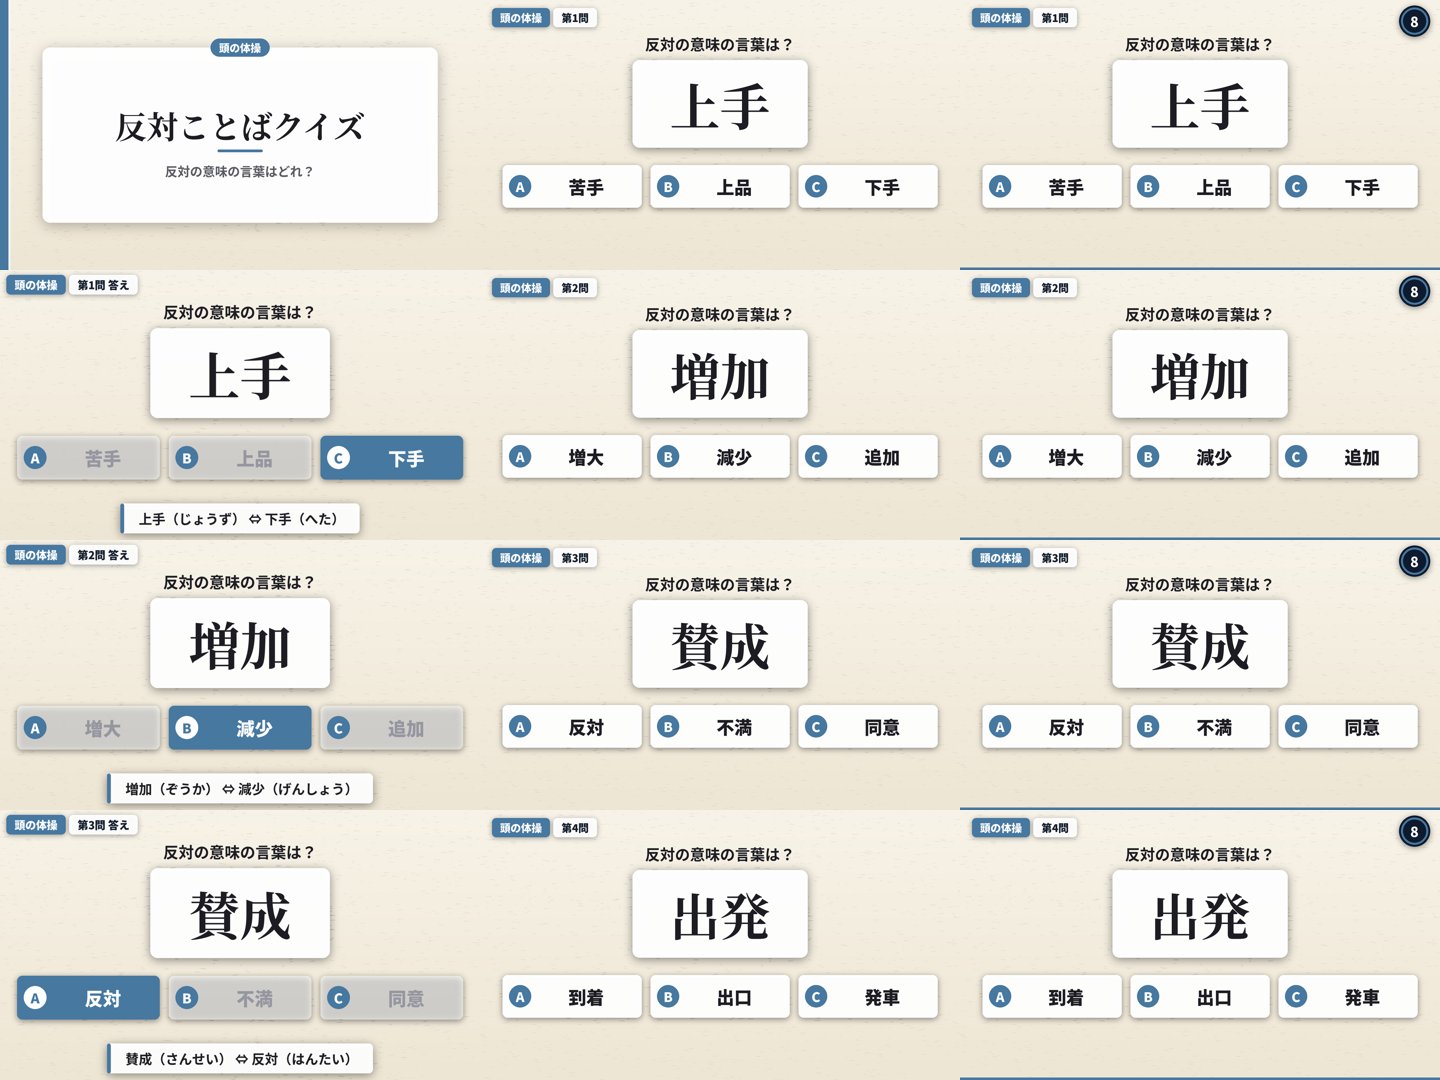 頭の体操
反対ことばクイズ
反対の意味の言葉はどれ？
頭の体操 第1問
反対の意味の言葉は？
上手
A 苦手 B 上品 C 下手
頭の体操 第1問 8
反対の意味の言葉は？
上手
A 苦手 B 上品 C 下手
頭の体操 第1問 答え
反対の意味の言葉は？
上手
A 苦手 B 上品 C 下手
上手（じょうず）⇔ 下手（へた）
頭の体操 第2問
反対の意味の言葉は？
増加
A 増大 B 減少 C 追加
頭の体操 第2問 8
反対の意味の言葉は？
増加
A 増大 B 減少 C 追加
頭の体操 第2問 答え
反対の意味の言葉は？
増加
A 増大 B 減少 C 追加
増加（ぞうか）⇔ 減少（げんしょう）
頭の体操 第3問
反対の意味の言葉は？
賛成
A 反対 B 不満 C 同意
頭の体操 第3問 8
反対の意味の言葉は？
賛成
A 反対 B 不満 C 同意
頭の体操 第3問 答え
反対の意味の言葉は？
賛成
A 反対 B 不満 C 同意
賛成（さんせい）⇔ 反対（はんたい）
頭の体操 第4問
反対の意味の言葉は？
出発
A 到着 B 出口 C 発車
頭の体操 第4問 8
反対の意味の言葉は？
出発
A 到着 B 出口 C 発車